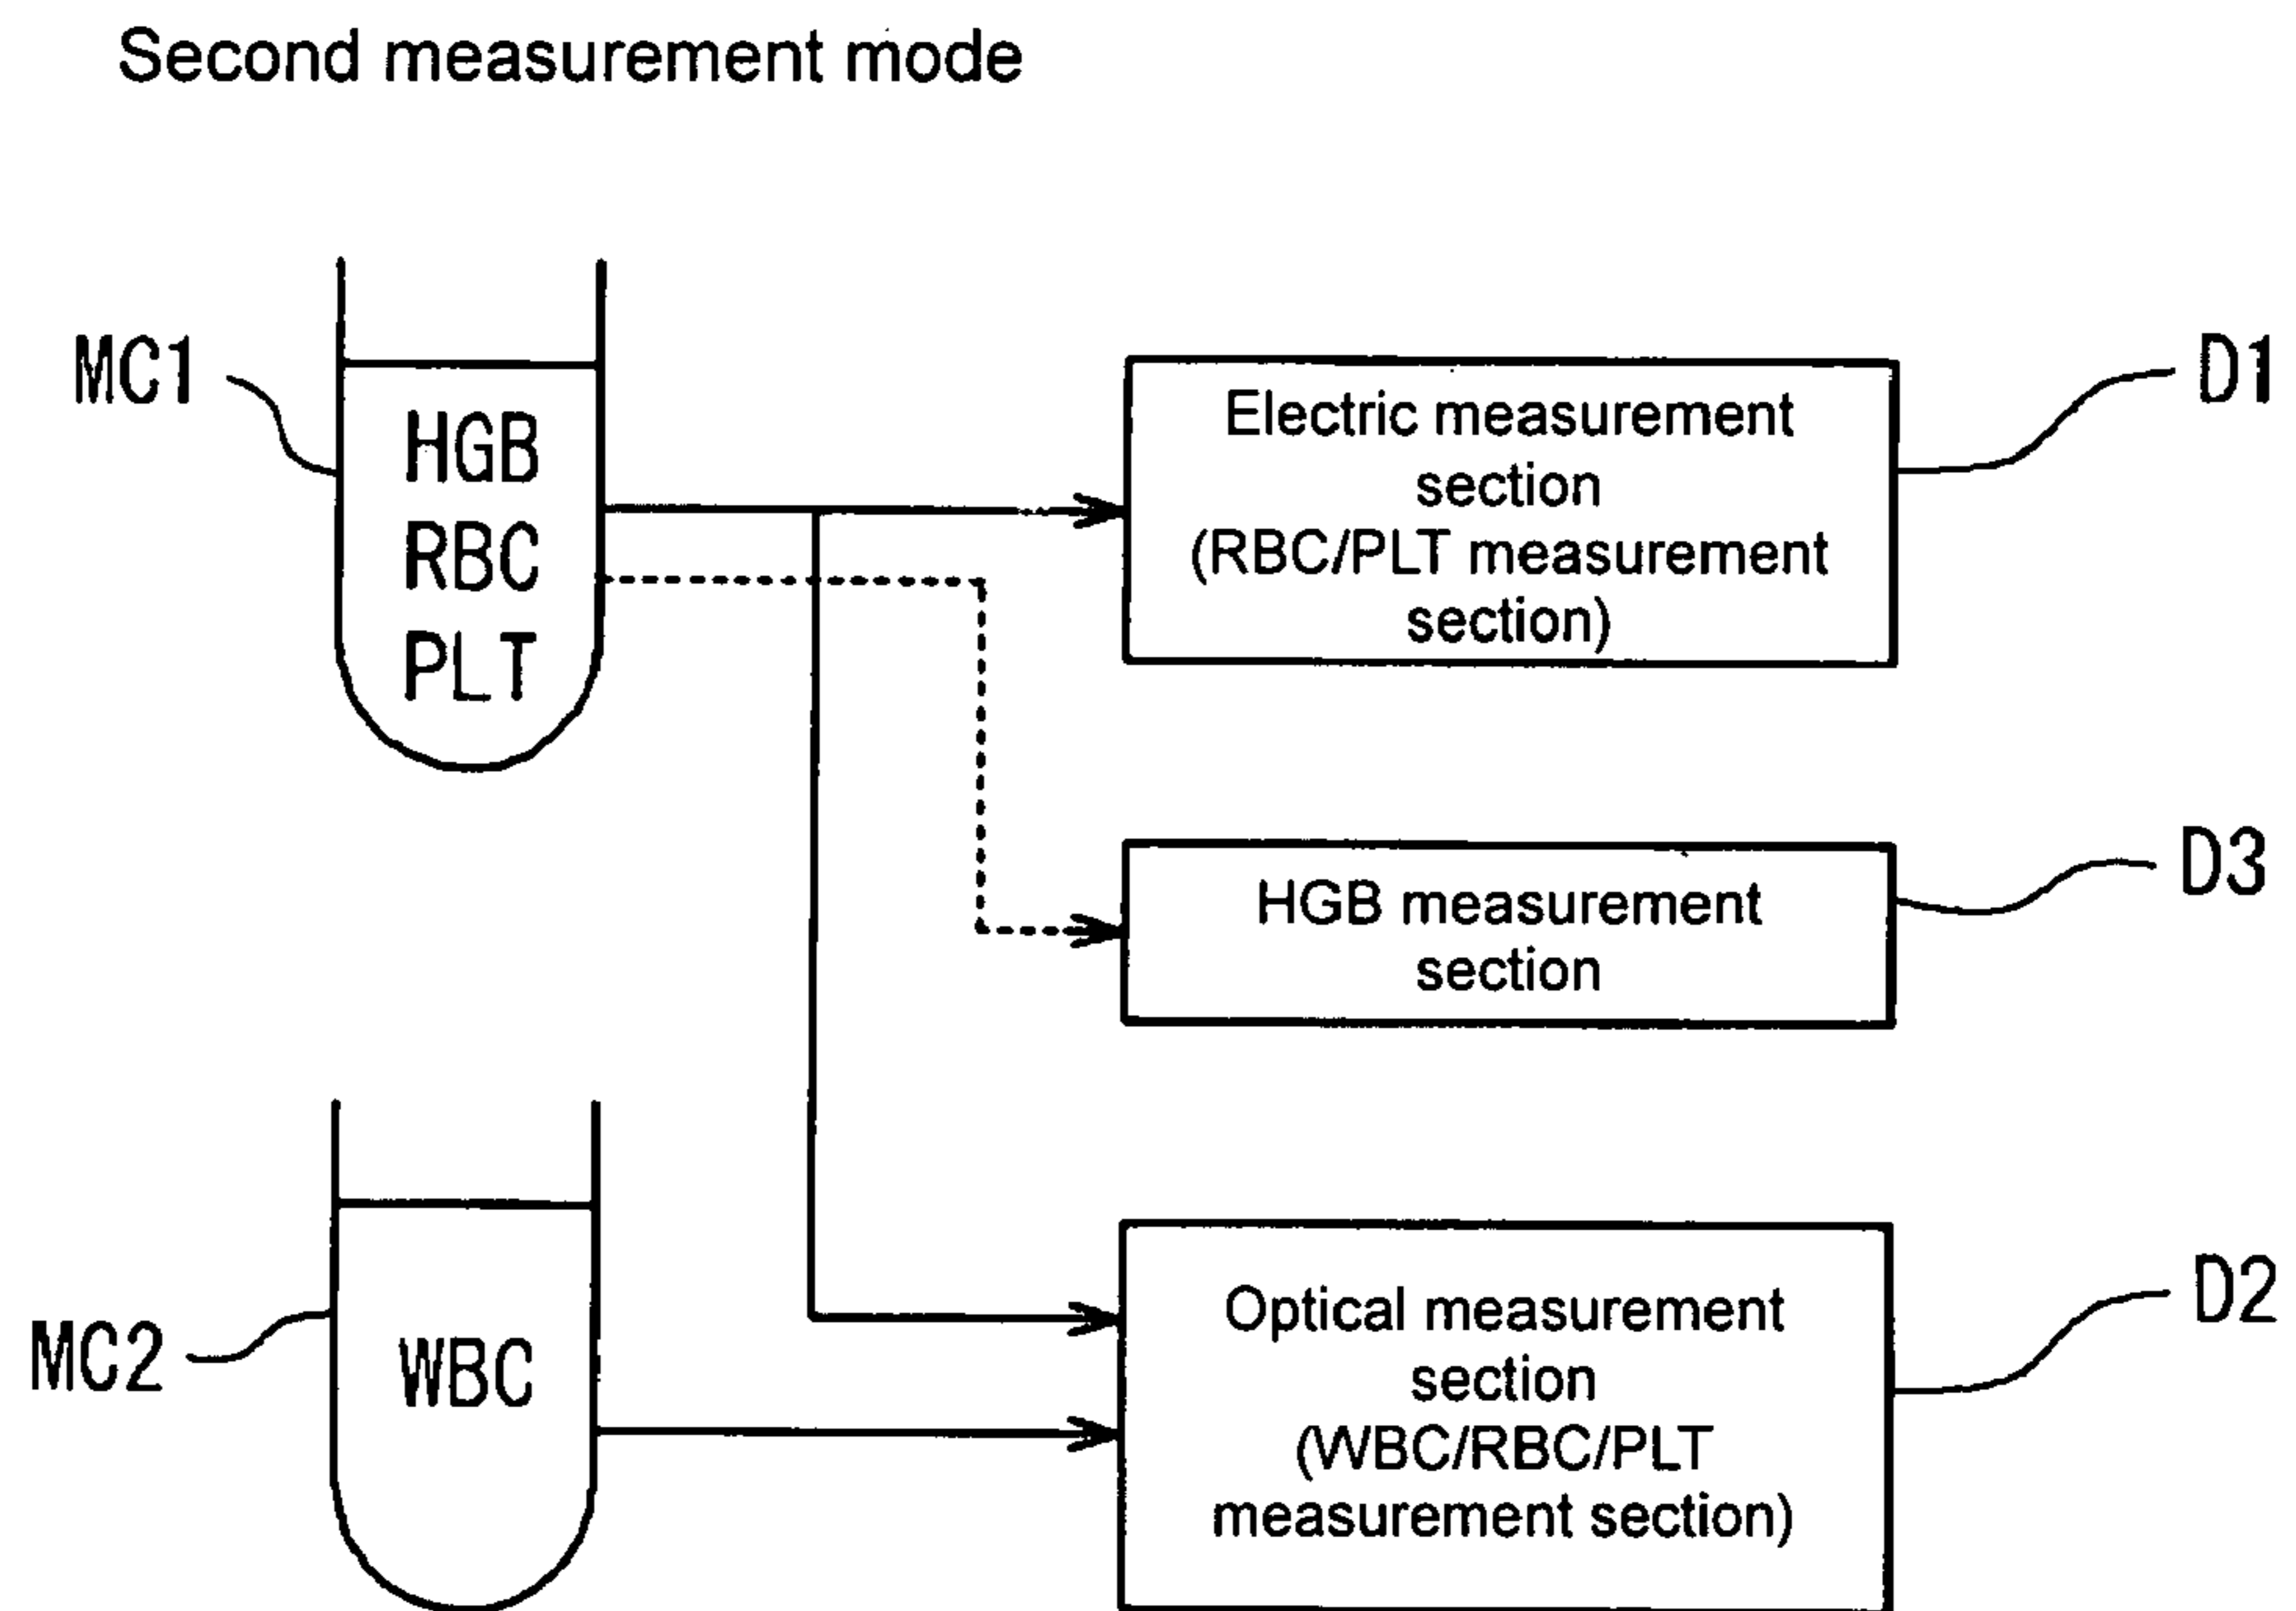 Second measurement mode
MC1
HGB
RBC
PLT
Electric measurement
section
(RBC/PLT measurement
section)
D1
HGB measurement
section
D3
MC2
WBC
Optical measurement
section
(WBC/RBC/PLT
measurement section)
D2